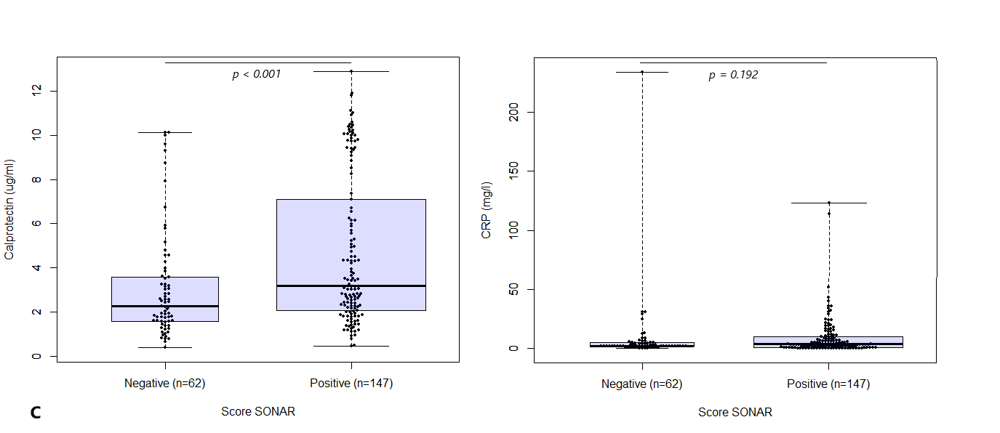 p < 0.001
12
10
8
6
4
2
0
Calprotectin (ug/ml)
Negative (n=62)
Positive (n=147)
Score SONAR
C
p = 0.192
200
150
100
50
0
CRP (mg/l)
Negative (n=62)
Positive (n=147)
Score SONAR